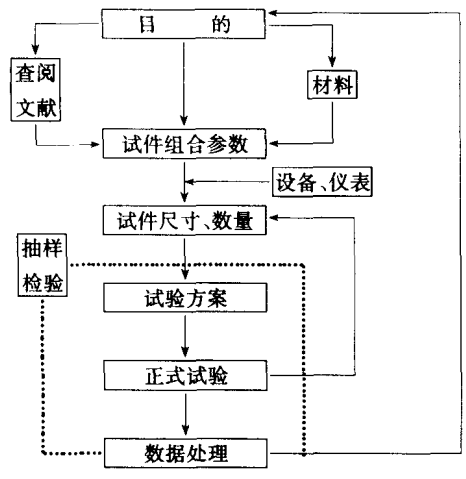 目 的
查阅
文献
材料
试件组合参数
设备、仪表
试件尺寸、数量
抽样
检验
试验方案
正式试验
数据处理